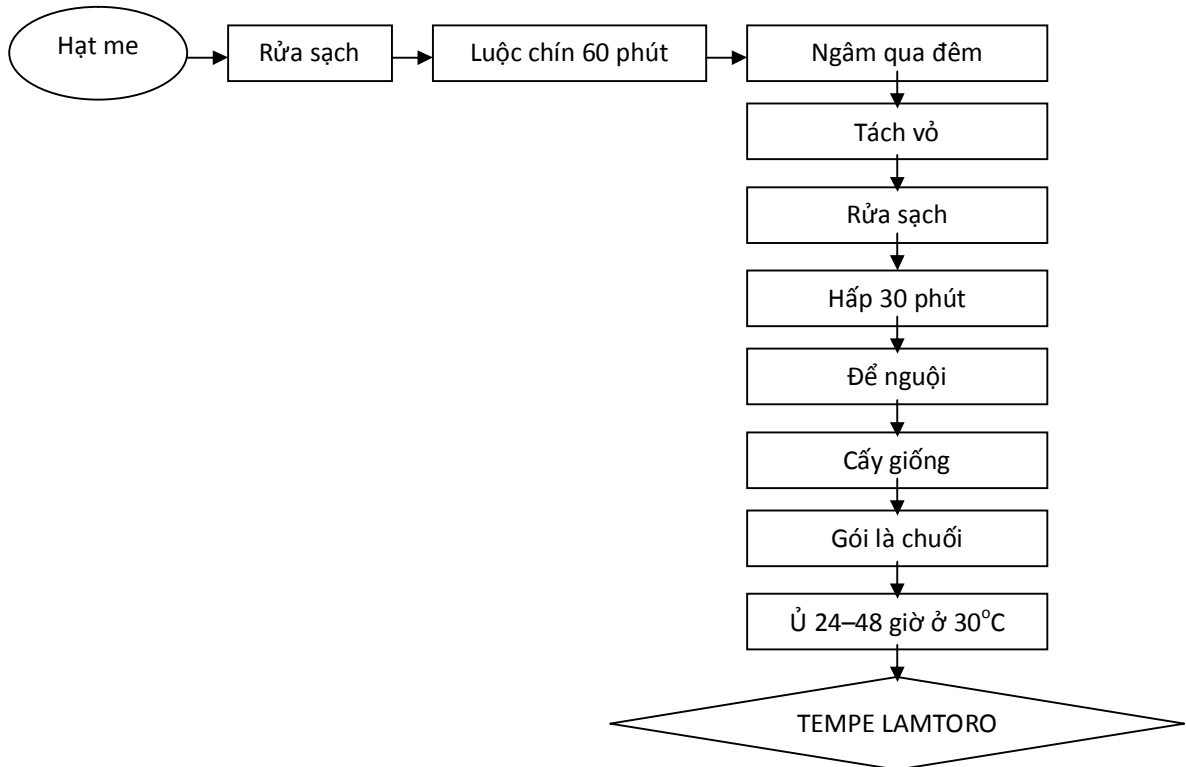 Hạt me
Rửa sạch
Luộc chín 60 phút
Ngâm qua đêm
Tách vỏ
Rửa sạch
Hấp 30 phút
Để nguội
Cấy giống
Gói là chuối
Ủ 24–48 giờ ở 30°C
TEMPE LAMTORO